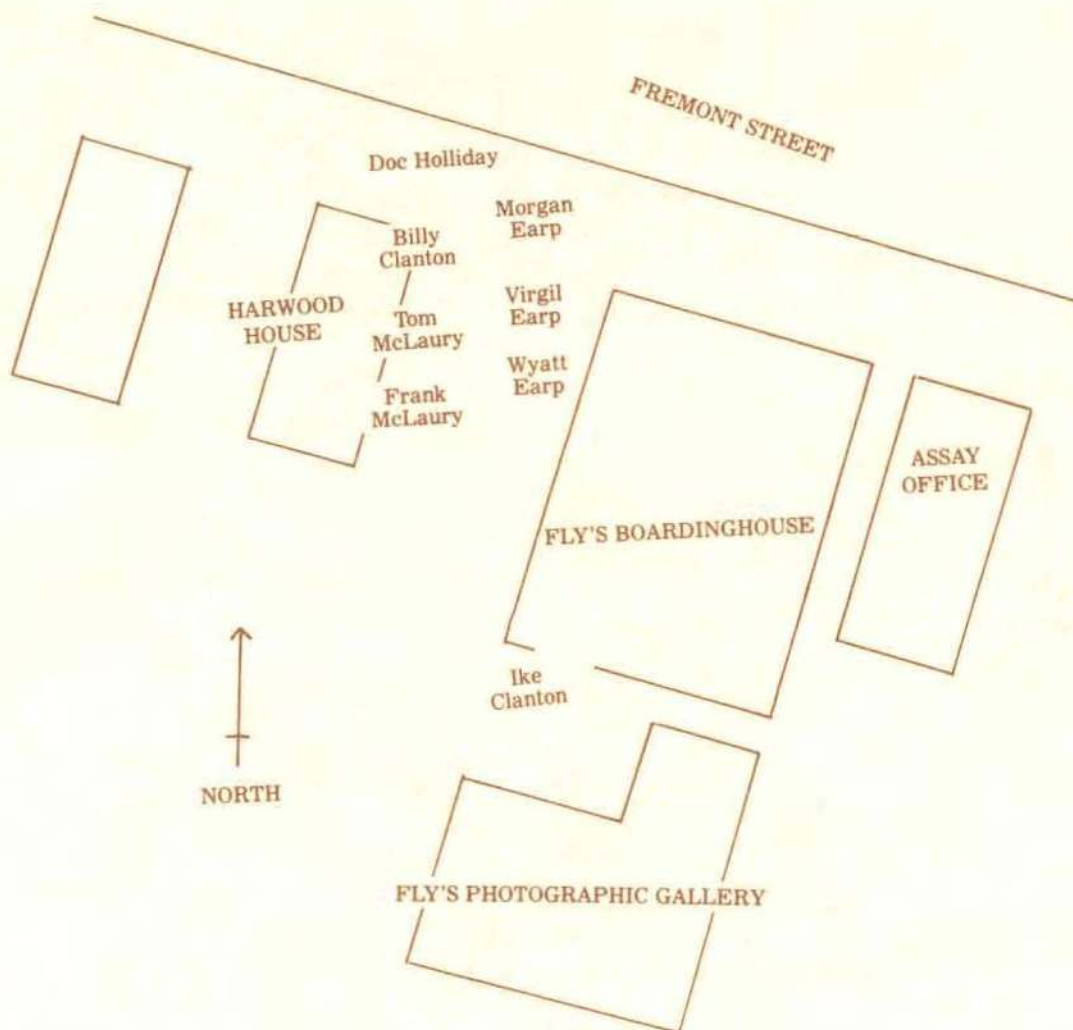 FREMONT STREET
Doc Holliday
Morgan
Earp
Billy
Clanton
Virgil
Earp
HARWOOD
HOUSE
Tom
McLaury
Wyatt
Earp
Frank
McLaury
ASSAY
OFFICE
FLY'S BOARDINGHOUSE
Ike
Clanton
NORTH
FLY'S PHOTOGRAPHIC GALLERY